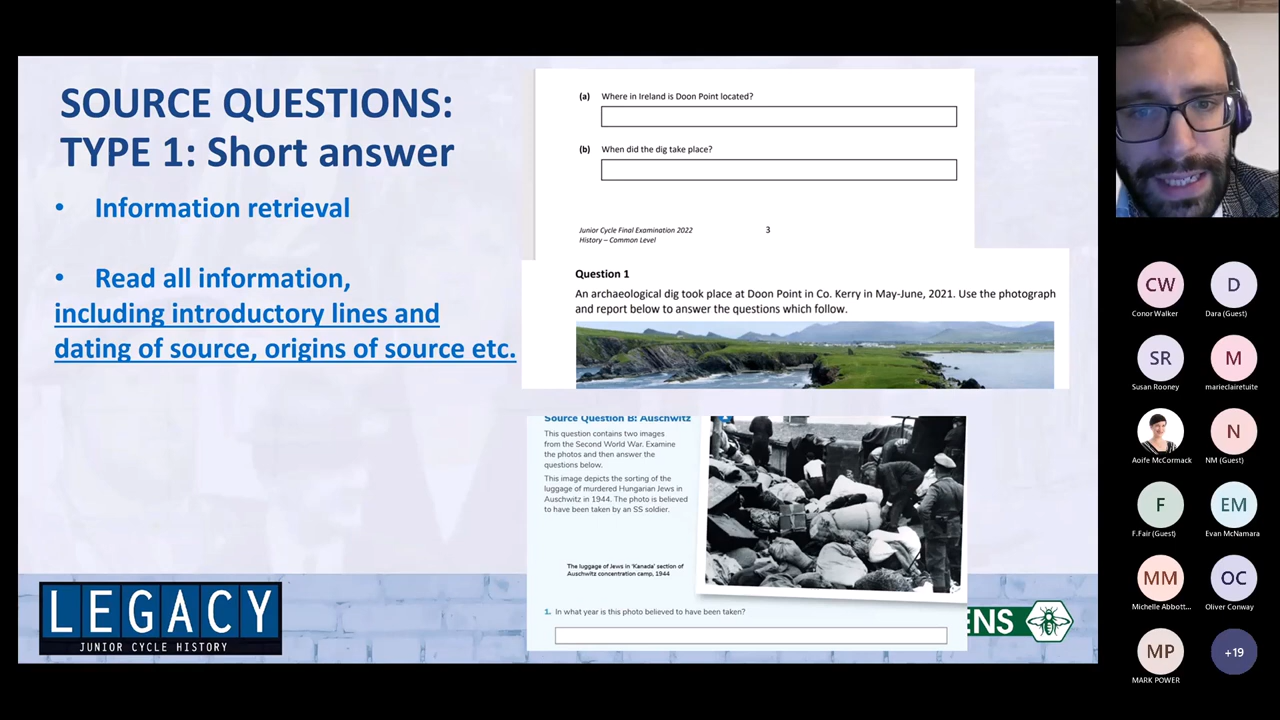 SOURCE QUESTIONS:
TYPE 1: Short answer
• Information retrieval
• Read all information,
including introductory lines and
dating of source, origins of source etc.
(a) Where in Ireland is Doon Point located?
(b) When did the dig take place?
Junior Cycle Final Examination 2022
History – Common Level
3
Question 1
An archaeological dig took place at Doon Point in Co. Kerry in May-June, 2021. Use the photograph
and report below to answer the questions which follow.
Source Question B: Auschwitz
This question contains two images
from the Second World War. Examine
the photos and then answer the
questions below.
This image depicts the sorting of the
luggage of murdered Hungarian Jews in
Auschwitz in 1944. The photo is believed
to have been taken by an SS soldier.
The luggage of Jews in 'Kanada' section of
Auschwitz concentration camp, 1944
1. In what year is this photo believed to have been taken?
LEGACY
JUNIOR CYCLE HISTORY
ENS
CW
Conor Walker
D
Dara (Guest)
SR
Susan Rooney
M
marieclairetuite
Aoife McCormack
N
NM (Guest)
F
F.Fair (Guest)
EM
Evan McNamara
MM
Michelle Abbott...
OC
Oliver Conway
MP
MARK POWER
+19